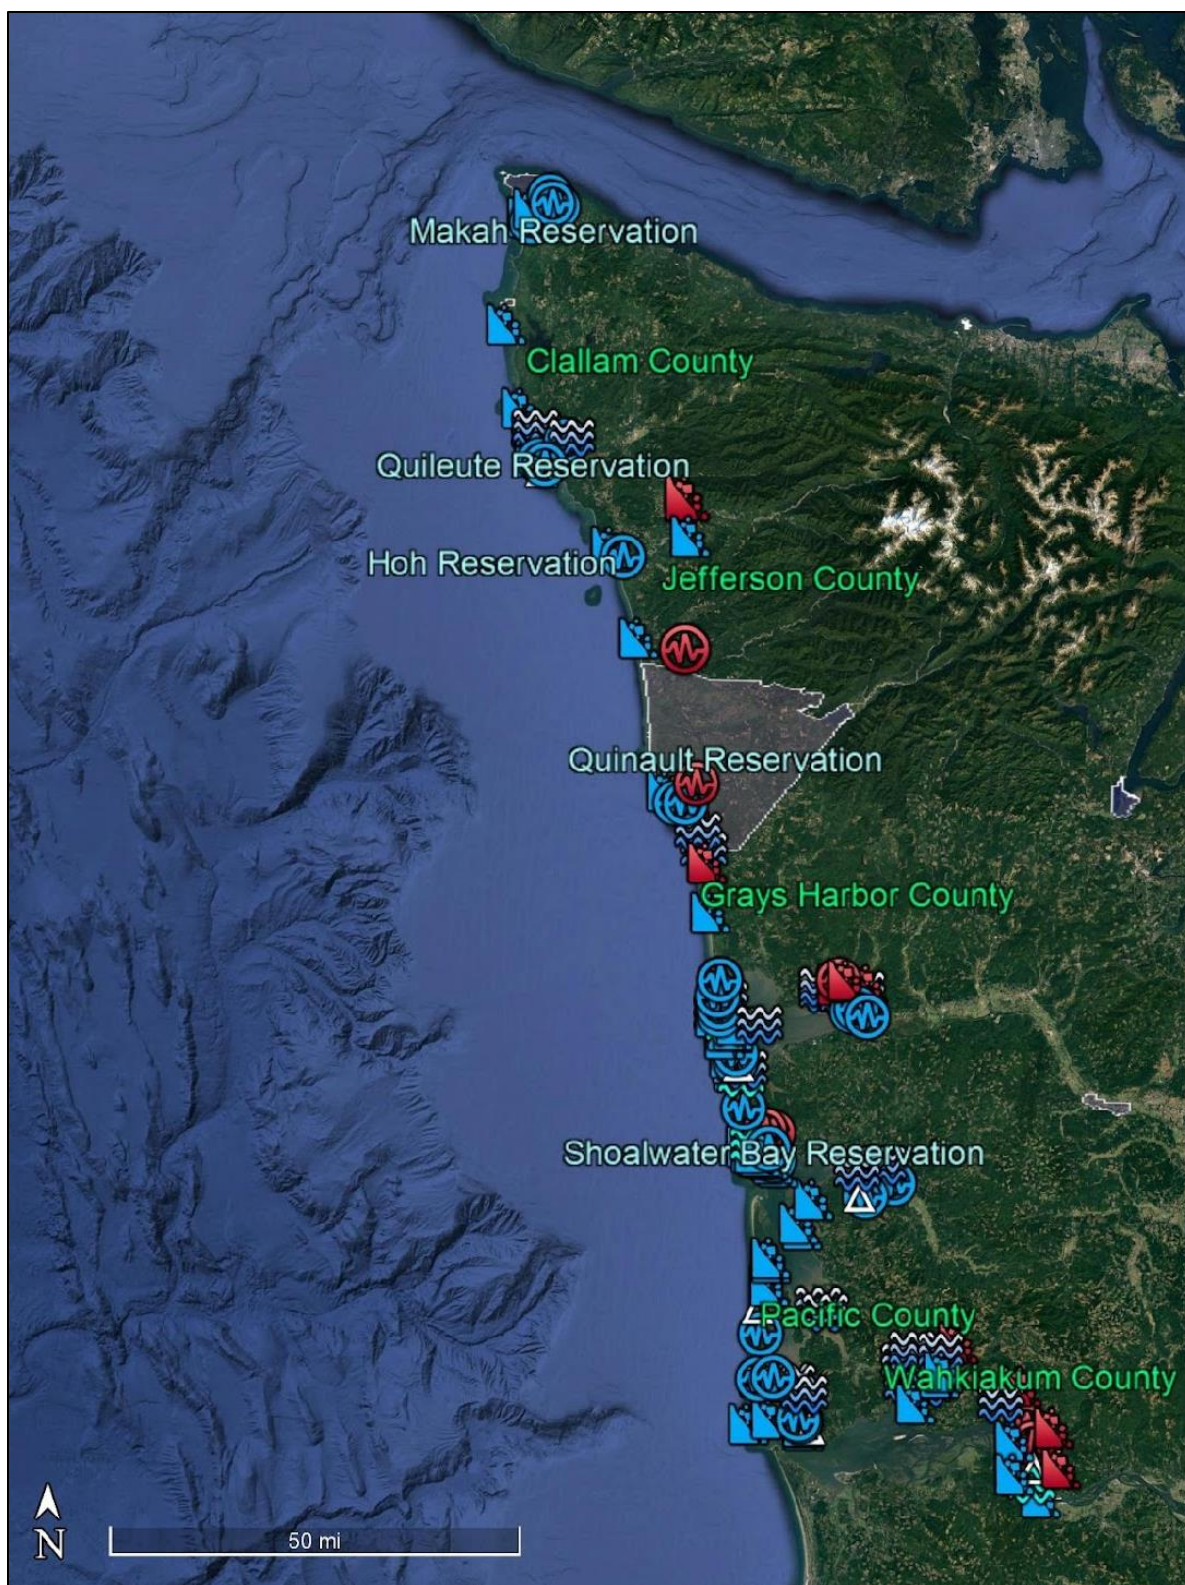 Makah Reservation
Clallam County
Quileute Reservation
Hoh Reservation
Jefferson County
Quinault Reservation
Grays Harbor County
Shoalwater Bay Reservation
Pacific County
Wahkiakum County
N
50 mi